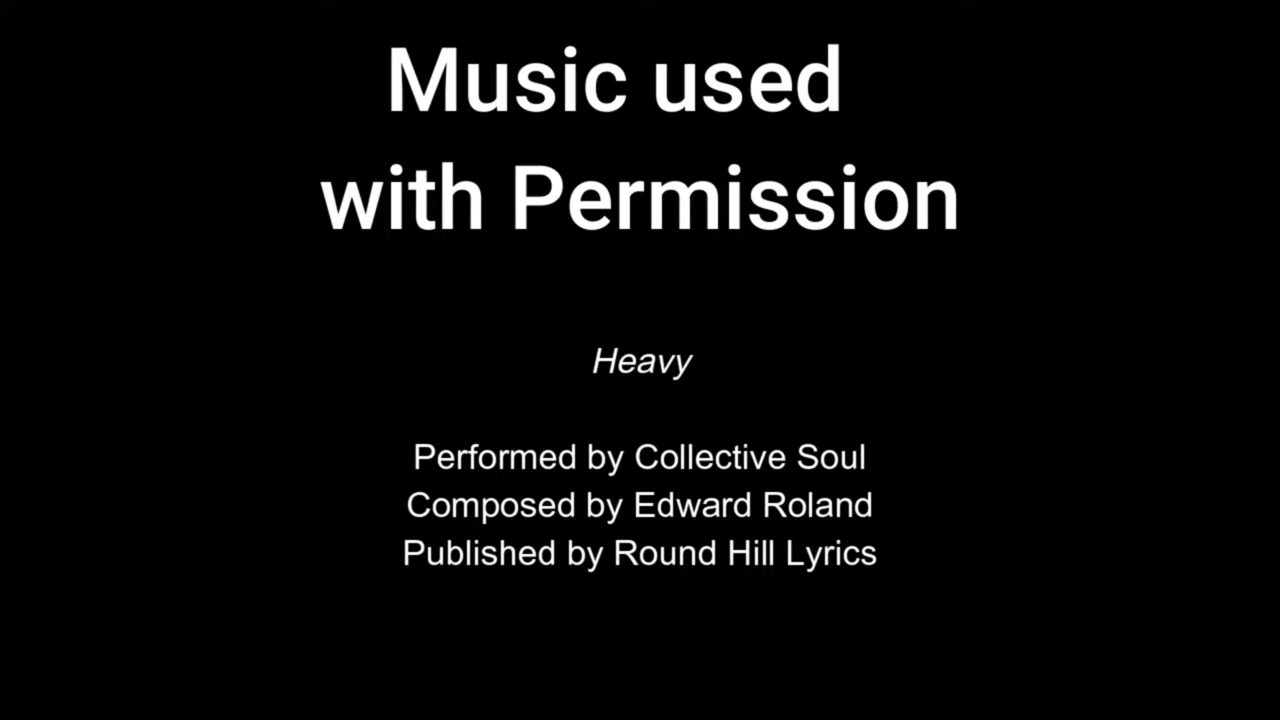 Music used
with Permission
Heavy
Performed by Collective Soul
Composed by Edward Roland
Published by Round Hill Lyrics